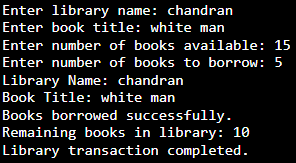 Enter library name: chandran
Enter book title: white man
Enter number of books available: 15
Enter number of books to borrow: 5
Library Name: chandran
Book Title: white man
Books borrowed successfully.
Remaining books in library: 10
Library transaction completed.